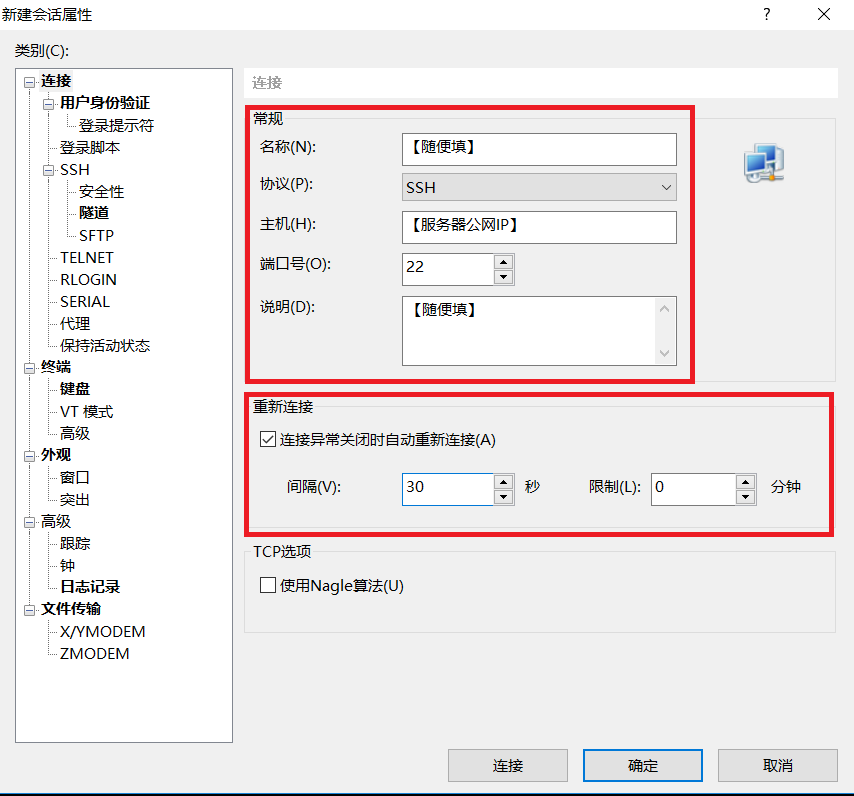 新建会话属性
?
类别(C):
连接
用户身份验证
登录提示符
登录脚本
SSH
安全性
隧道
SFTP
TELNET
RLOGIN
SERIAL
代理
保持活动状态
终端
键盘
VT 模式
高级
外观
窗口
突出
高级
跟踪
钟
日志记录
文件传输
X/YMODEM
ZMODEM
连接
常规
名称(N): 【随便填】
协议(P): SSH
主机(H): 【服务器公网IP】
端口号(O): 22
说明(D): 【随便填】
重新连接
连接异常关闭时自动重新连接(A)
间隔(V): 30 秒 限制(L): 0 分钟
TCP选项
使用Nagle算法(U)
连接 确定 取消